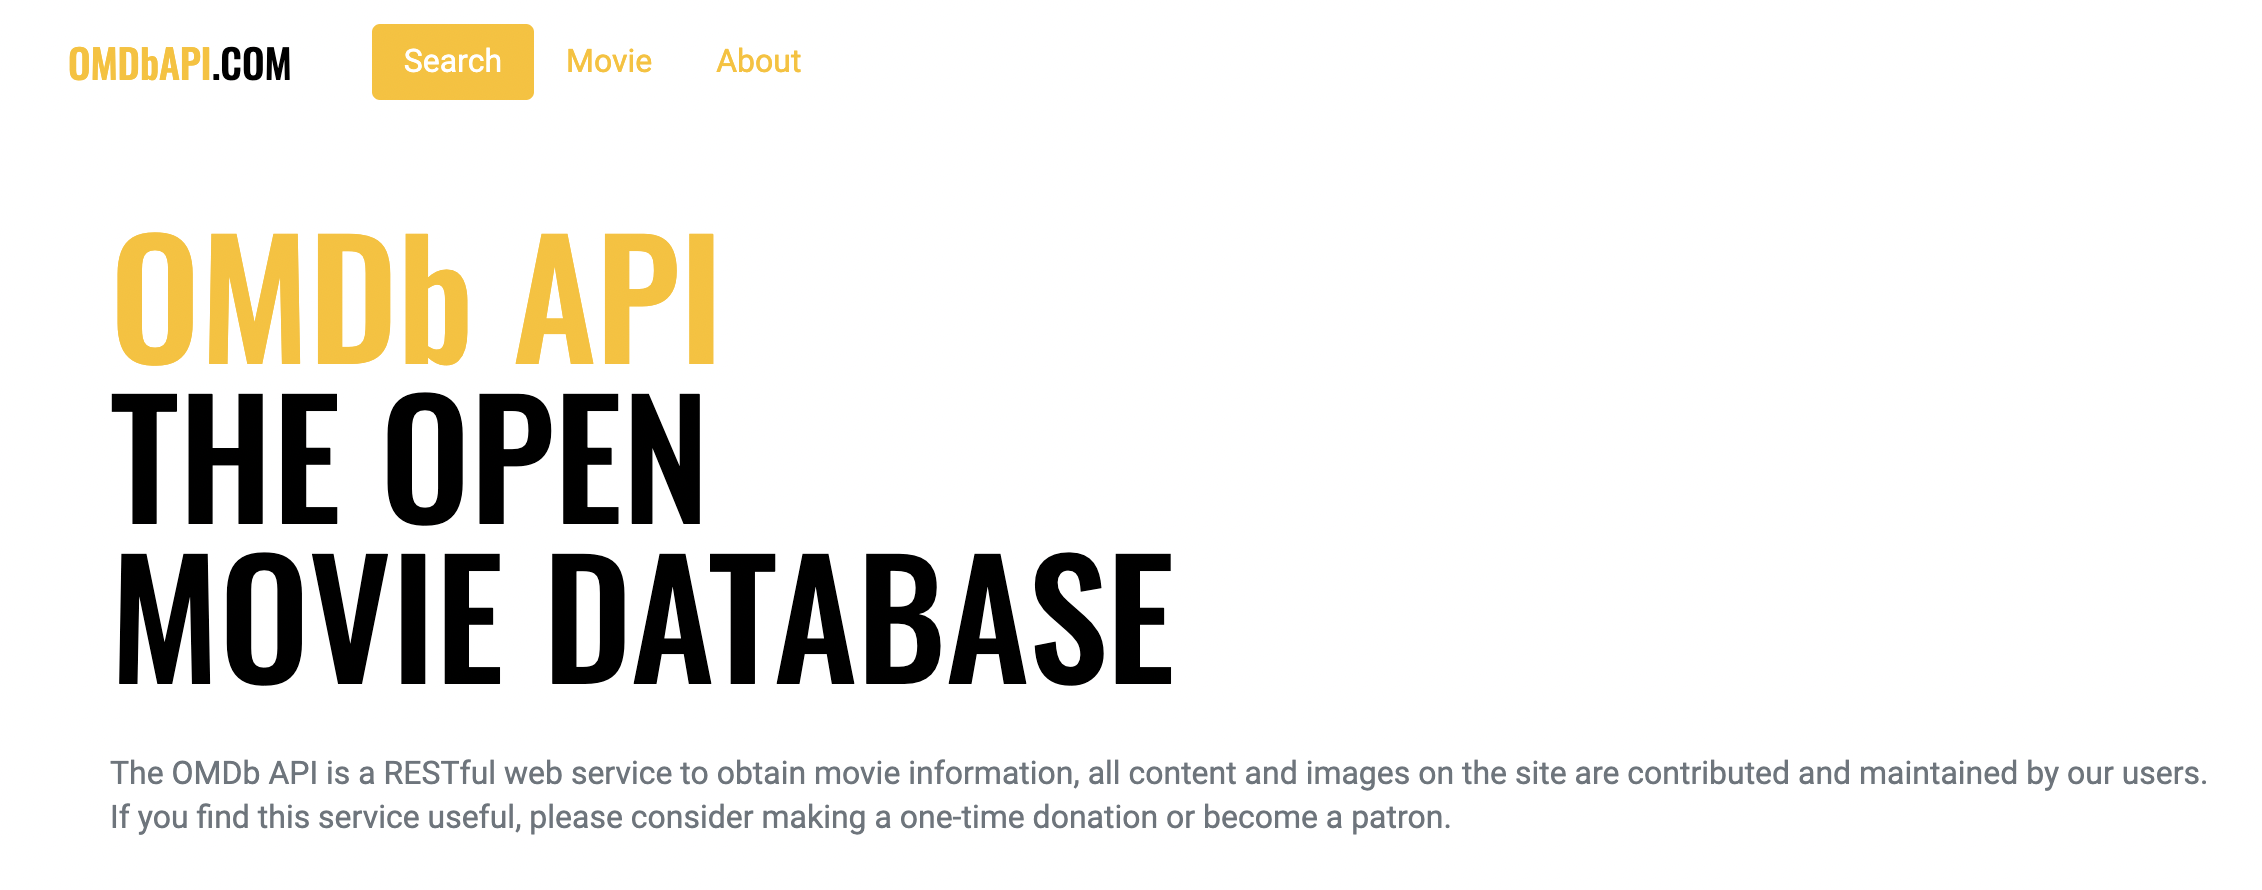 OMDbAPI.COM Search Movie About
OMDb API
THE OPEN
MOVIE DATABASE
The OMDb API is a RESTful web service to obtain movie information, all content and images on the site are contributed and maintained by our users.
If you find this service useful, please consider making a one-time donation or become a patron.